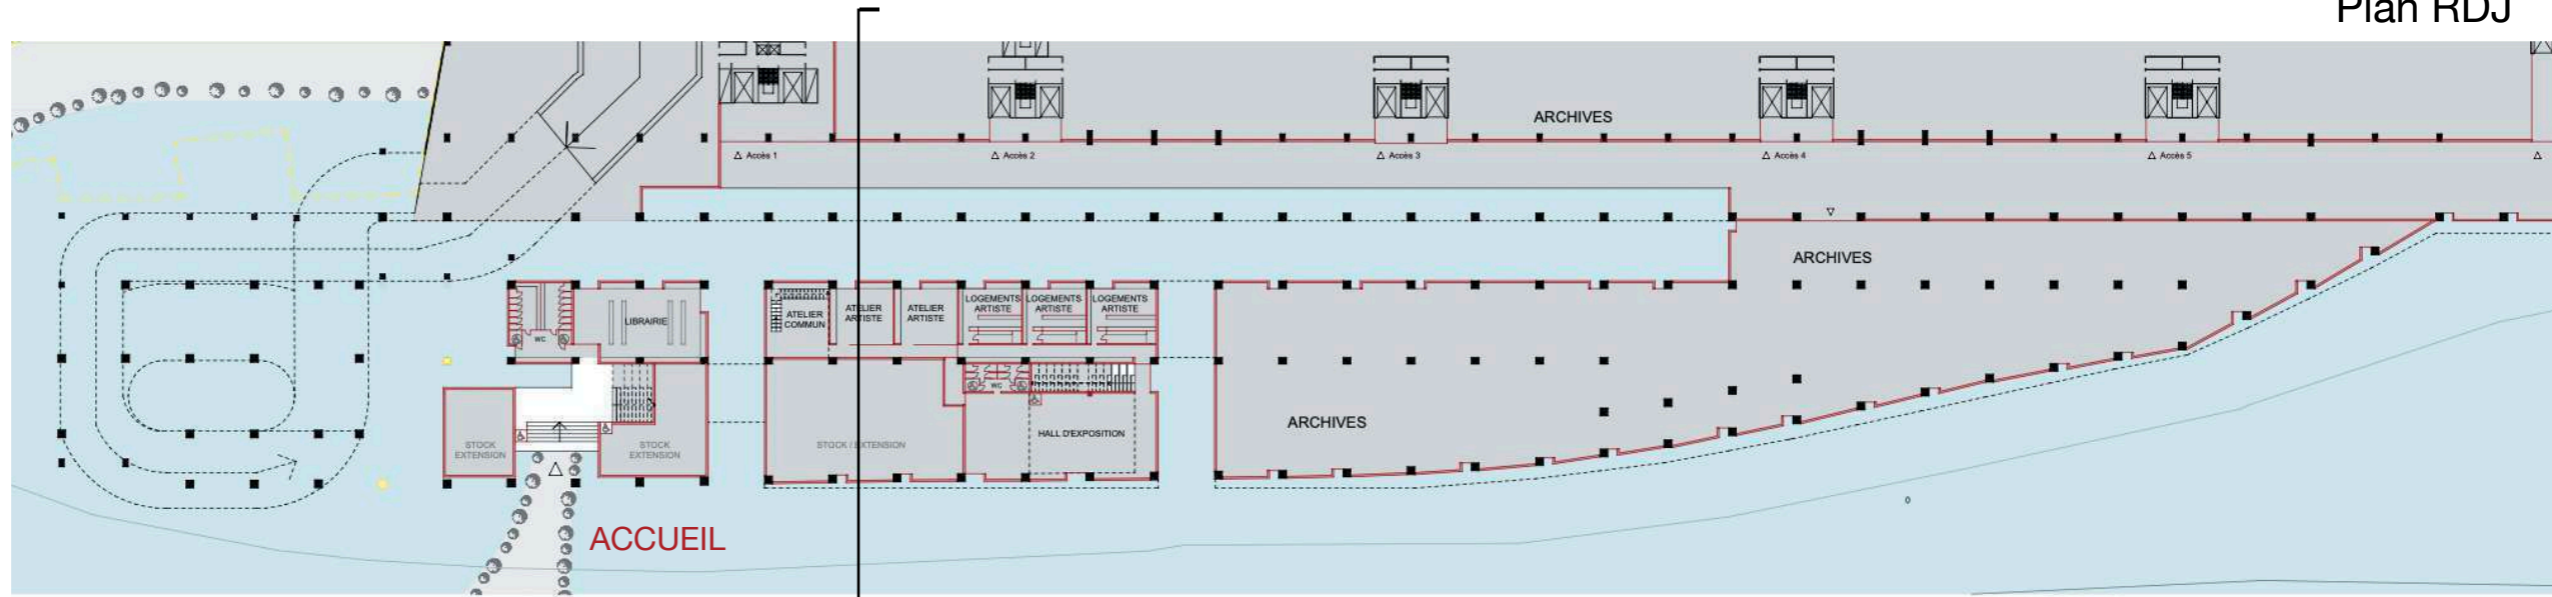 Plan RDJ
ARCHIVES
Accès 1
Accès 2
Accès 3
Accès 4
Accès 5
ARCHIVES
LIBRAIRIE
WC
ATELIER
COMMUN
ATELIER
ARTISTE
ATELIER
ARTISTE
LOGEMENTS
ARTISTE
LOGEMENTS
ARTISTE
LOGEMENTS
ARTISTE
WC
STOCK
EXTENSION
STOCK
EXTENSION
STOCK / EXTENSION
HALL D'EXPOSITION
ARCHIVES
0
ACCUEIL